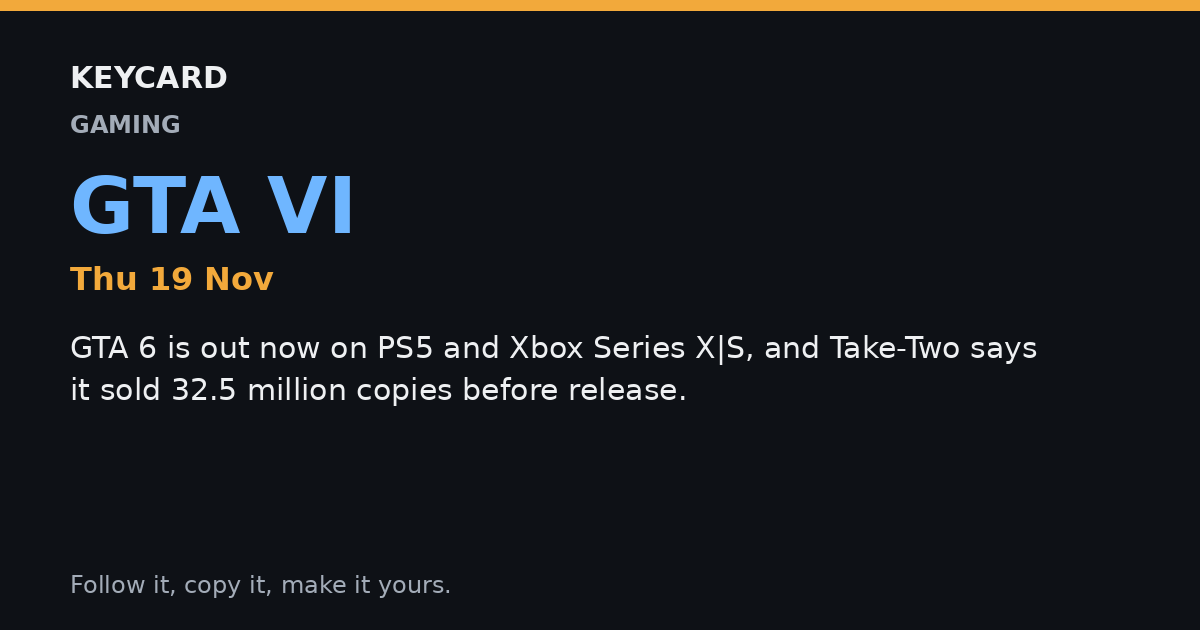 KEYCARD
GAMING
GTA VI
Thu 19 Nov
GTA 6 is out now on PS5 and Xbox Series X|S, and Take-Two says
it sold 32.5 million copies before release.
Follow it, copy it, make it yours.